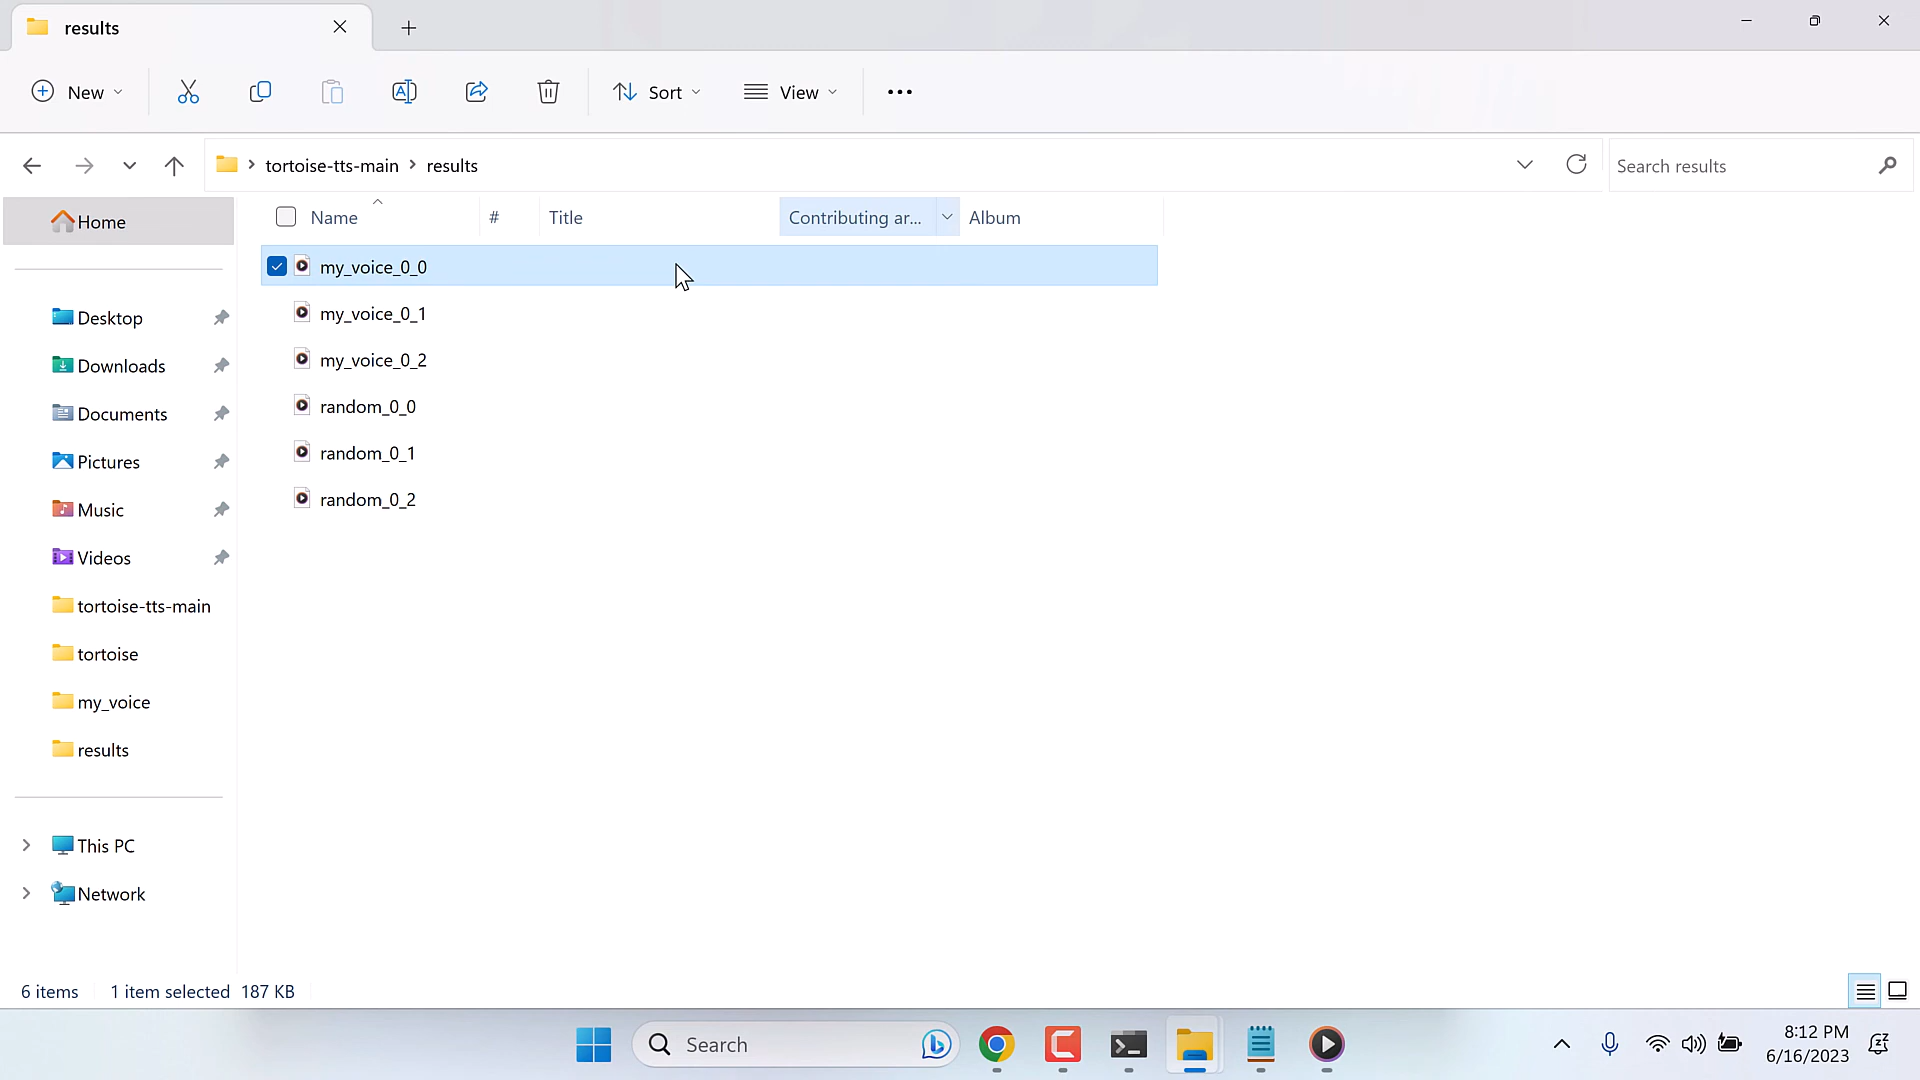 results
New
Sort
View
tortoise-tts-main
results
Search results
Home
Name
#
Title
Contributing ar...
Album
my_voice_0_0
my_voice_0_1
my_voice_0_2
random_0_0
random_0_1
random_0_2
Desktop
Downloads
Documents
Pictures
Music
Videos
tortoise-tts-main
tortoise
my_voice
results
This PC
Network
6 items
1 item selected 187 KB
Search
8:12 PM
6/16/2023